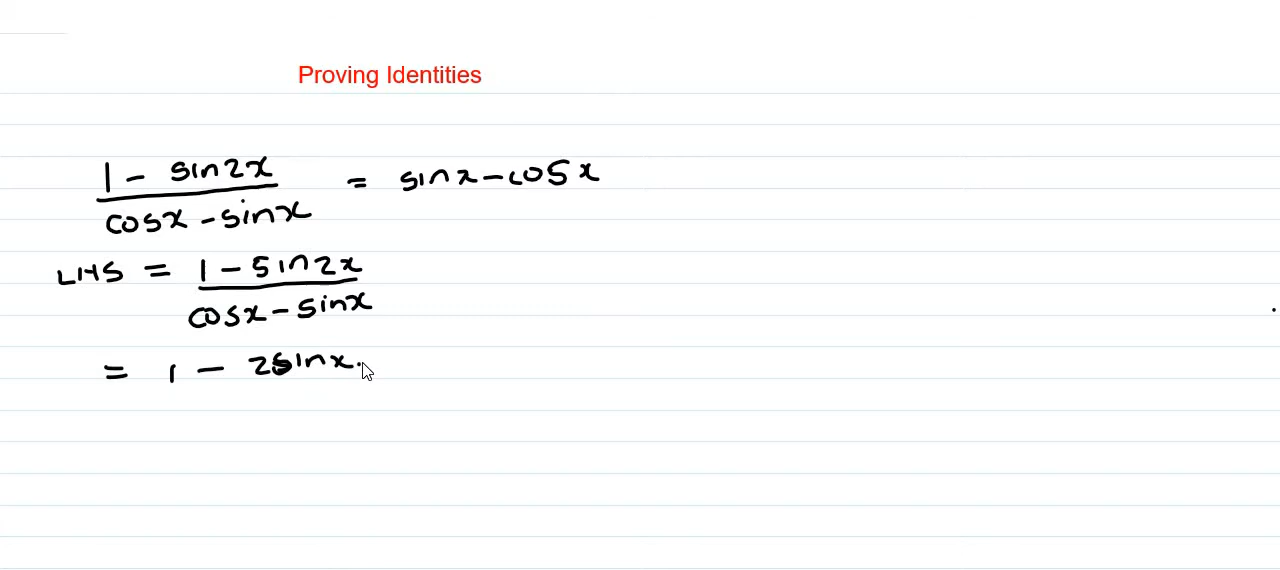 Proving Identities
1 - sin2x
cosx - sinx
= sinx - cosx
LHS = 1 - sin2x
cosx - sinx
= 1 - 2sinx.